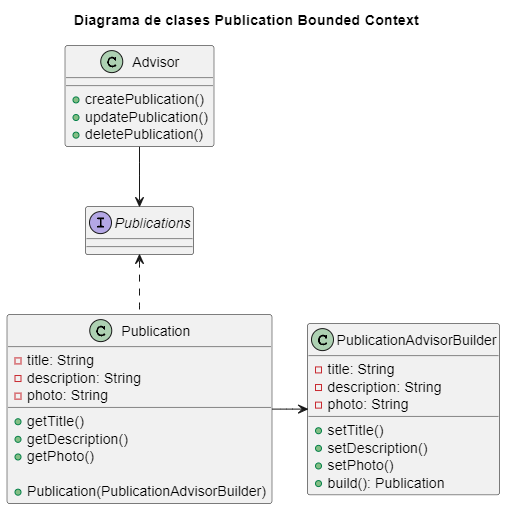 Diagrama de clases Publication Bounded Context
C Advisor
createPublication()
updatePublication()
deletePublication()
I Publications
C Publication
title: String
description: String
photo: String
getTitle()
getDescription()
getPhoto()
Publication(PublicationAdvisorBuilder)
C PublicationAdvisorBuilder
title: String
description: String
photo: String
setTitle()
setDescription()
setPhoto()
build(): Publication